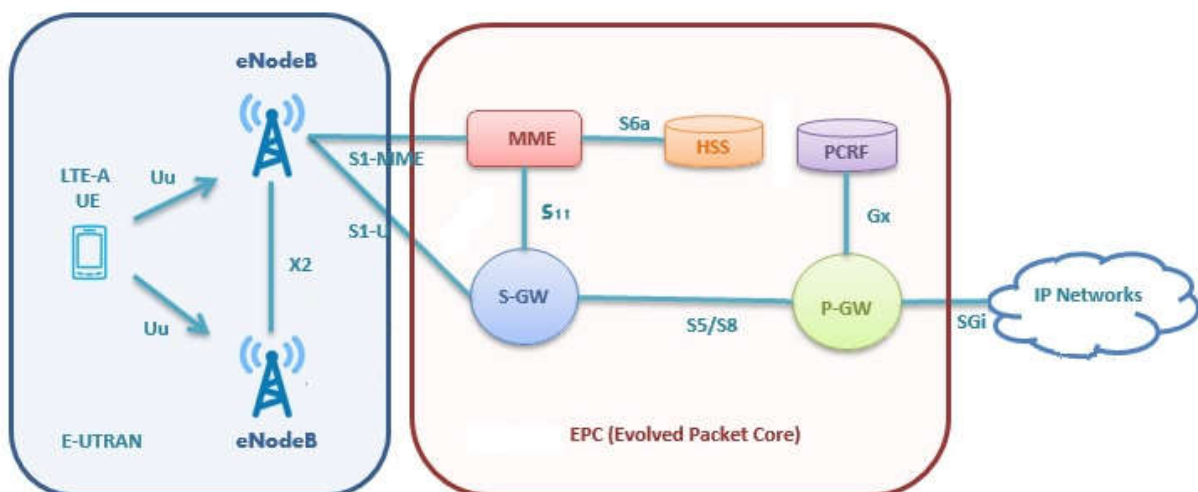 eNodeB
MME
S6a
HSS
PCRF
S1-MME
LTE-A
UE
Uu
S11
Gx
S1-U
X2
S-GW
P-GW
IP Networks
Uu
S5/S8
SGi
E-UTRAN
eNodeB
EPC (Evolved Packet Core)